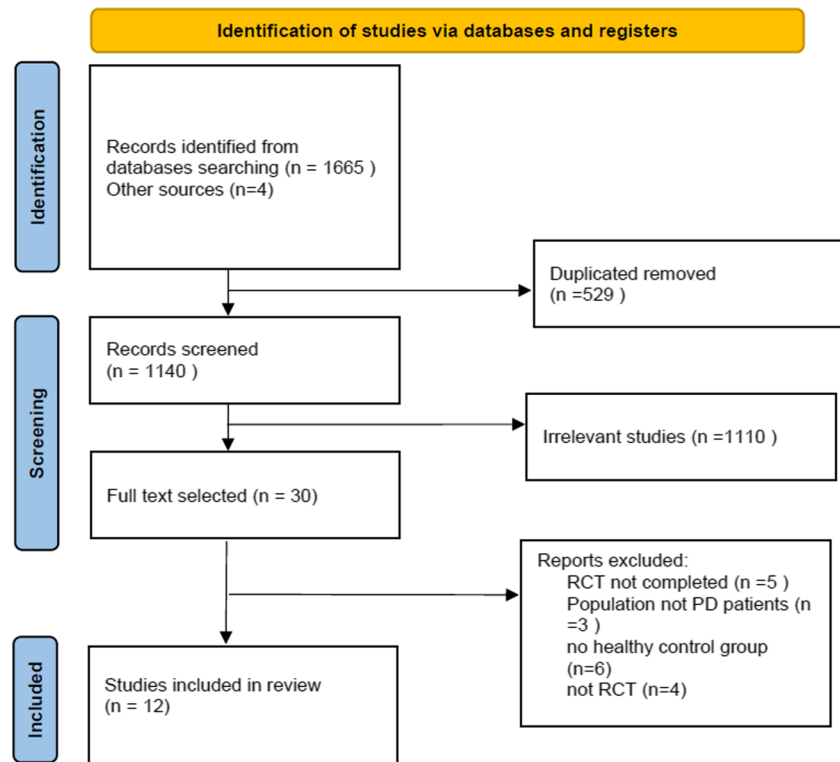 Identification of studies via databases and registers
Identification
Records identified from
databases searching (n = 1665 )
Other sources (n=4)
Duplicated removed
(n =529 )
Screening
Records screened
(n = 1140 )
Irrelevant studies (n =1110 )
Full text selected (n = 30)
Reports excluded:
RCT not completed (n =5 )
Population not PD patients (n
=3 )
no healthy control group
(n=6)
not RCT (n=4)
Included
Studies included in review
(n = 12)